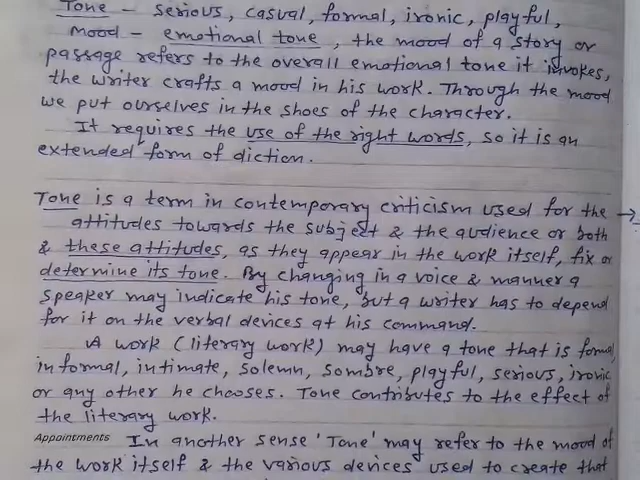 Tone - serious, casual, formal, ironic, playful,
Mood - emotional tone, the mood of a story or
passage refers to the overall emotional tone it invokes,
the writer crafts a mood in his work. Through the mood
we put ourselves in the shoes of the character.
It requires the use of the right words, so it is an
extended form of diction.
Tone is a term in contemporary criticism used for the →
attitudes towards the subject & the audience or both
& these attitudes, as they appear in the work itself, fix or
determine its tone. By changing in a voice & manner a
speaker may indicate his tone, but a writer has to depend
for it on the verbal devices at his command.
A work (literary work) may have a tone that is formal,
informal, intimate, solemn, sombre, playful, serious, ironic
or any other he chooses. Tone contributes to the effect of
the literary work.
Appointments In another sense 'Tone' may refer to the mood of
the work itself & the various devices used to create that